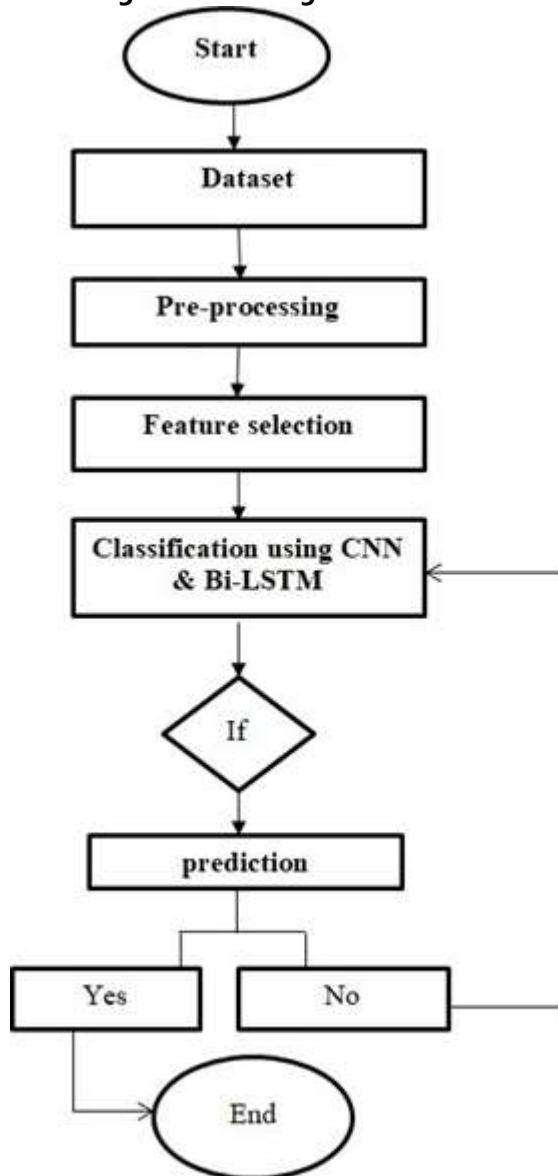 Start
Dataset
Pre-processing
Feature selection
Classification using CNN
& Bi-LSTM
If
prediction
Yes
No
End